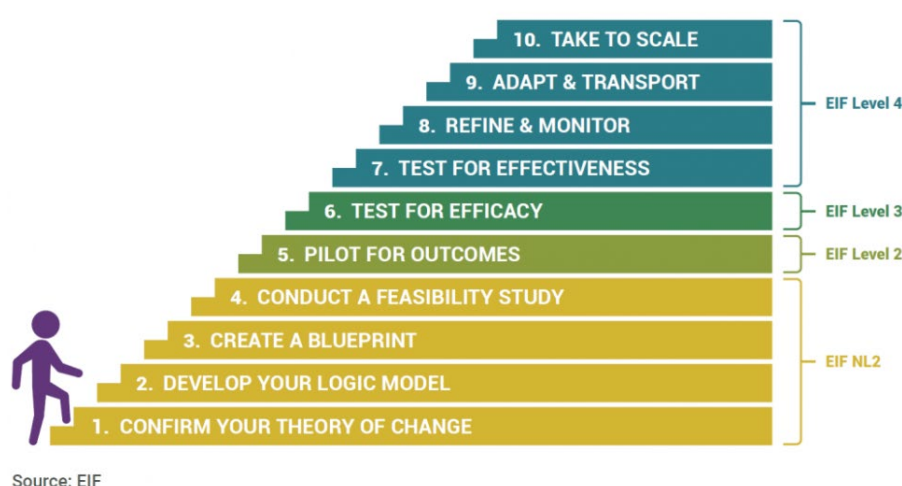 10. TAKE TO SCALE
9. ADAPT & TRANSPORT
EIF Level 4
8. REFINE & MONITOR
7. TEST FOR EFFECTIVENESS
6. TEST FOR EFFICACY
EIF Level 3
5. PILOT FOR OUTCOMES
EIF Level 2
4. CONDUCT A FEASIBILITY STUDY
3. CREATE A BLUEPRINT
EIF NL2
2. DEVELOP YOUR LOGIC MODEL
1. CONFIRM YOUR THEORY OF CHANGE
Source: EIF